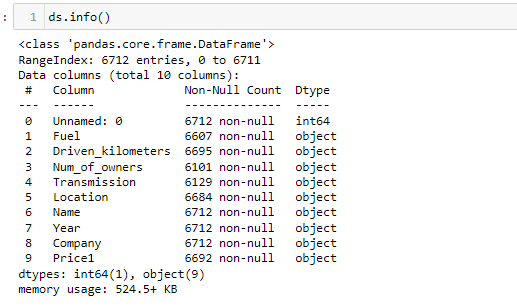 : 1 ds.info()
<class 'pandas.core.frame.DataFrame'>
RangeIndex: 6712 entries, 0 to 6711
Data columns (total 10 columns):
 #   Column             Non-Null Count  Dtype
---  ------             --------------  -----
 0   Unnamed: 0         6712 non-null   int64
 1   Fuel               6607 non-null   object
 2   Driven_kilometers  6695 non-null   object
 3   Num_of_owners      6101 non-null   object
 4   Transmission       6129 non-null   object
 5   Location           6684 non-null   object
 6   Name               6712 non-null   object
 7   Year               6712 non-null   object
 8   Company            6712 non-null   object
 9   Price1             6692 non-null   object
dtypes: int64(1), object(9)
memory usage: 524.5+ KB